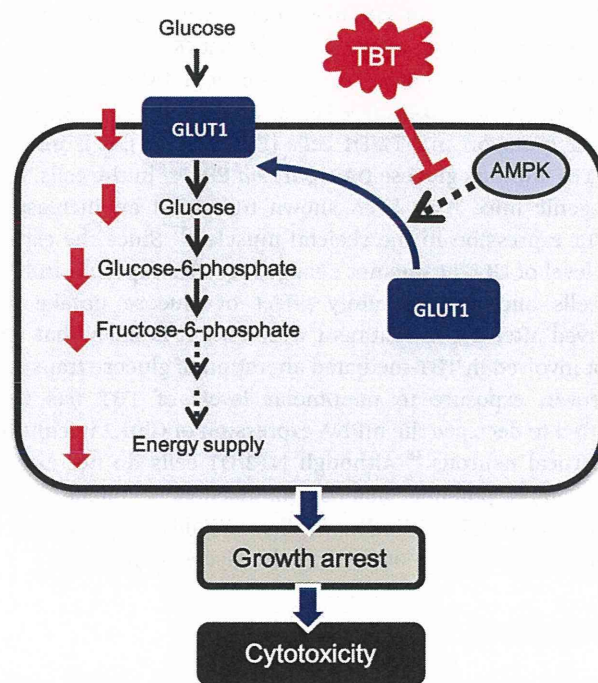 Glucose
TBT
GLUT1
AMPK
Glucose
Glucose-6-phosphate
GLUT1
Fructose-6-phosphate
Energy supply
Growth arrest
Cytotoxicity